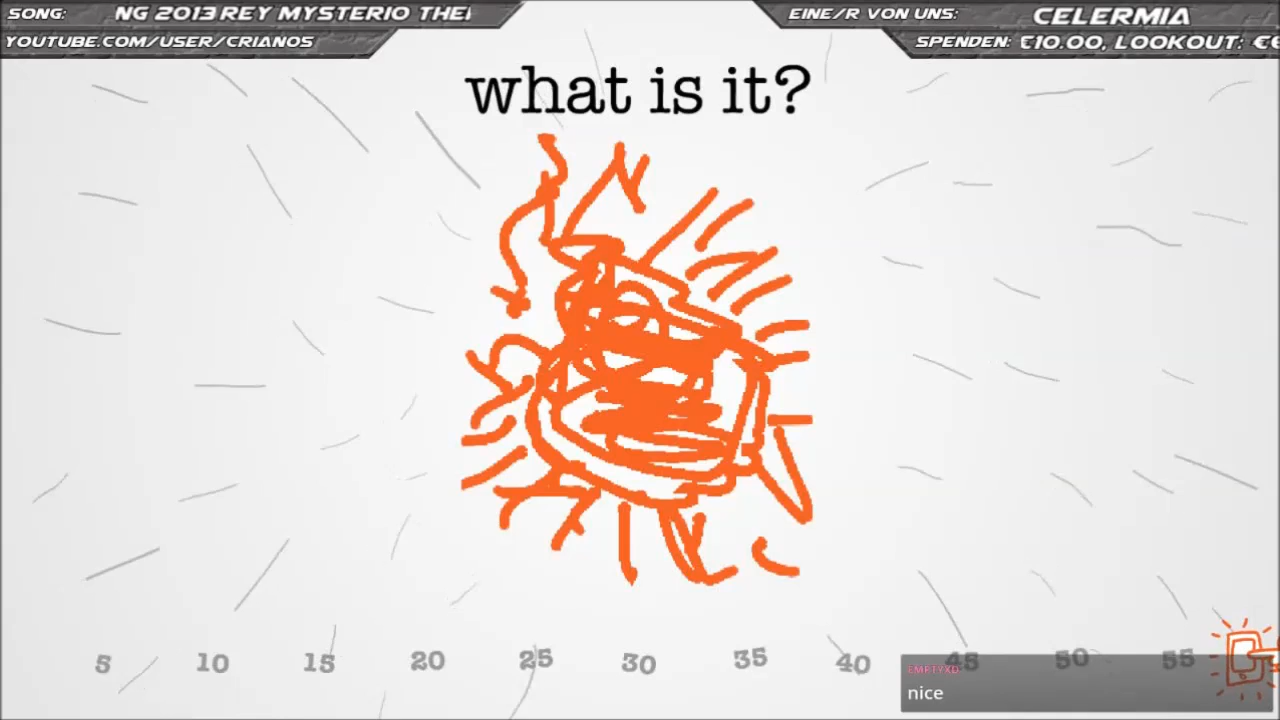 SONG: NG 2013 REY MYSTERIO THE
EINE/R VON UNS: CELERMIA
YOUTUBE.COM/USER/CRIANOS
SPENDEN: €10.00, LOOKOUT: €
what is it?
5 10 15 20 25 30 35 40 45 50 55
EMPTYXD
nice